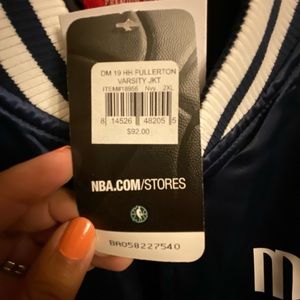 DM 19 HH FULLERTON
VARSITY JKT
ITEM#18956 Nvy. 2XL
8 14526 48205 5
$92.00
NBA.COM/STORES
BA058227540
m